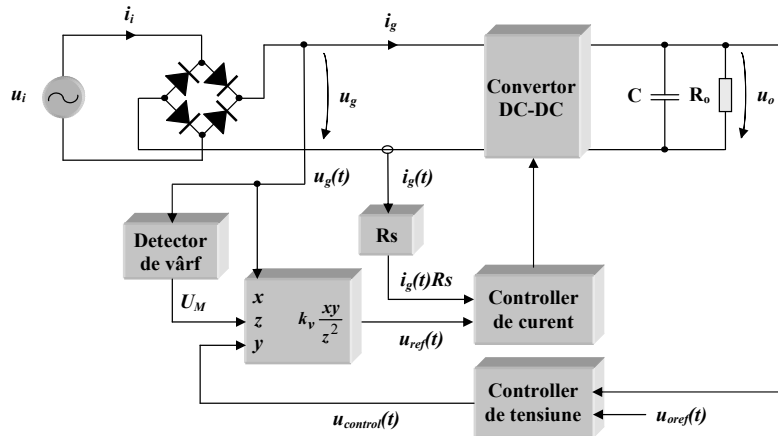 i_i
i_g
u_i
u_g
Convertor
DC-DC
C
R_o
u_o
u_g(t)
i_g(t)
Detector
de vârf
Rs
U_M
i_g(t)Rs
x
z
y
k_v xy/z^2
u_ref(t)
Controller
de curent
Controller
de tensiune
u_control(t)
u_oref(t)